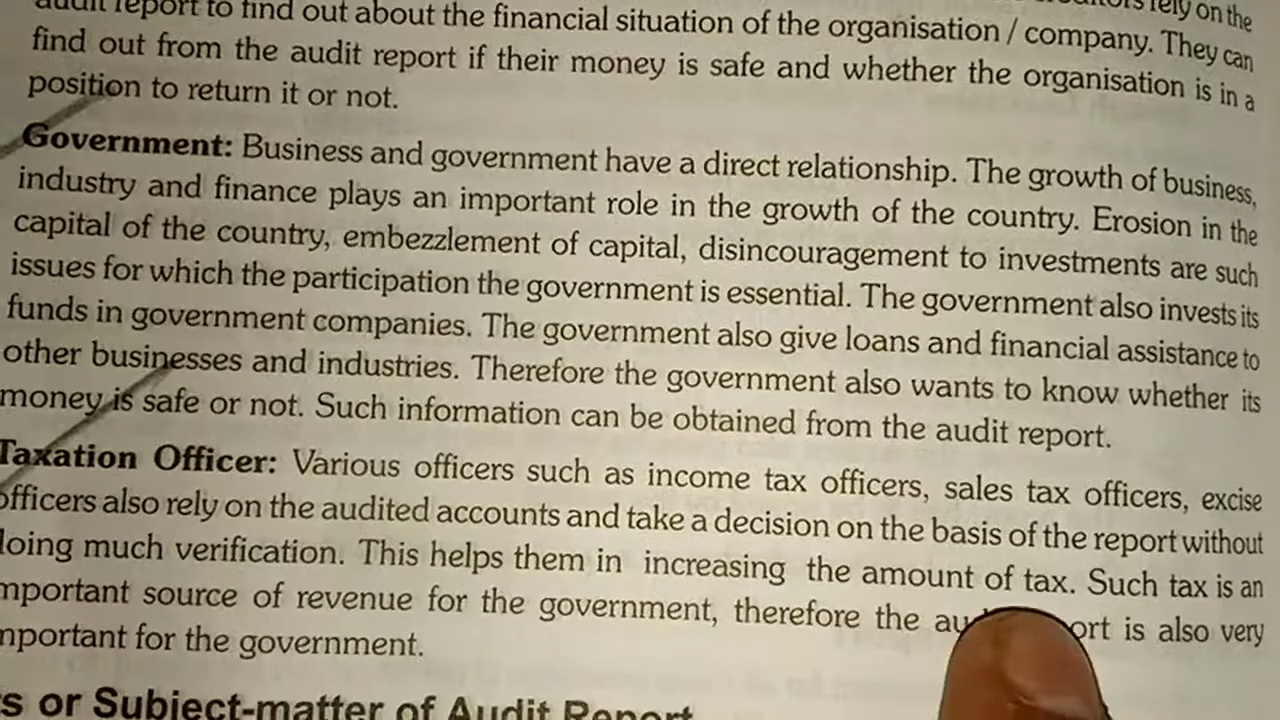 audit report to find out about the financial situation of the organisation / company. They can
find out from the audit report if their money is safe and whether the organisation is in a
position to return it or not.
Government: Business and government have a direct relationship. The growth of business,
industry and finance plays an important role in the growth of the country. Erosion in the
capital of the country, embezzlement of capital, disincouragement to investments are such
issues for which the participation the government is essential. The government also invests its
funds in government companies. The government also give loans and financial assistance to
other businesses and industries. Therefore the government also wants to know whether its
money is safe or not. Such information can be obtained from the audit report.
Taxation Officer: Various officers such as income tax officers, sales tax officers, excise
officers also rely on the audited accounts and take a decision on the basis of the report without
doing much verification. This helps them in increasing the amount of tax. Such tax is an
mportant source of revenue for the government, therefore the au ort is also very
mportant for the government.
s or Subject-matter of Audit Report